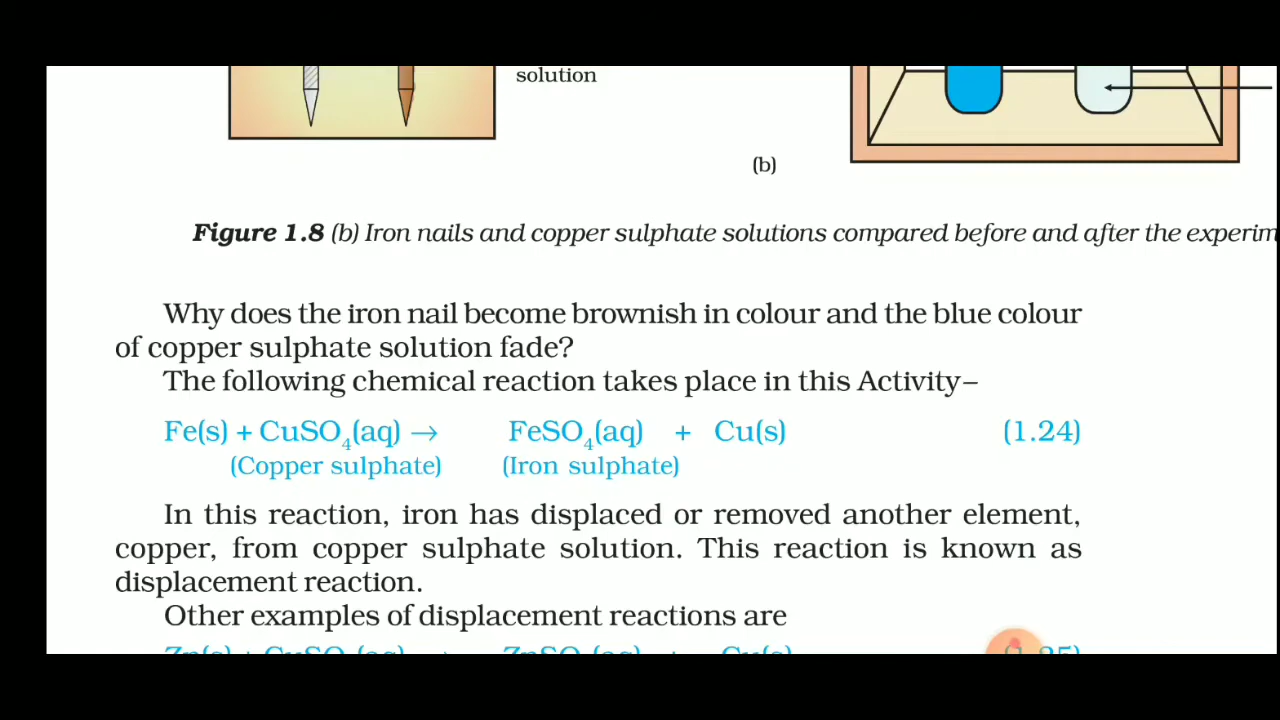 solution
(b)
Figure 1.8 (b) Iron nails and copper sulphate solutions compared before and after the experim
Why does the iron nail become brownish in colour and the blue colour
of copper sulphate solution fade?
The following chemical reaction takes place in this Activity–
Fe(s) + CuSO₄(aq) → FeSO₄(aq) + Cu(s) (1.24)
(Copper sulphate) (Iron sulphate)
In this reaction, iron has displaced or removed another element,
copper, from copper sulphate solution. This reaction is known as
displacement reaction.
Other examples of displacement reactions are